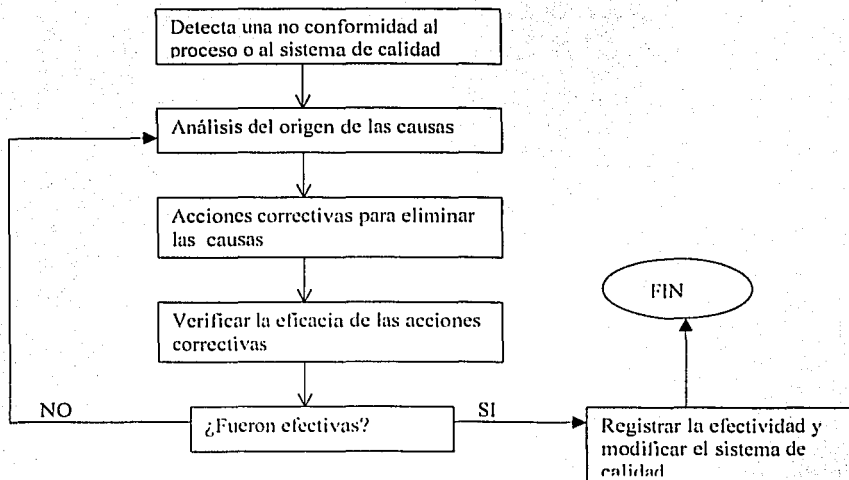 Detecta una no conformidad al
proceso o al sistema de calidad
Análisis del origen de las causas
Acciones correctivas para eliminar
las causas
Verificar la eficacia de las acciones
correctivas
¿Fueron efectivas?
NO
SI
Registrar la efectividad y
modificar el sistema de
calidad
FIN